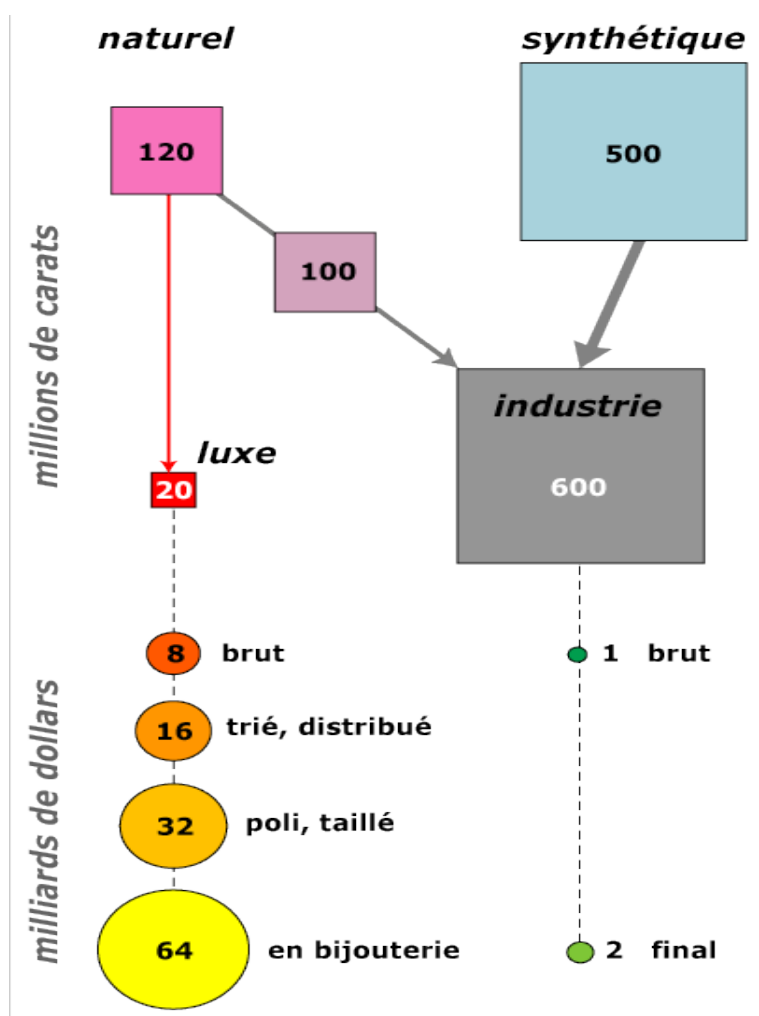 naturel
synthétique
120
500
100
millions de carats
industrie
luxe
20
600
8 brut
1 brut
16 trié, distribué
milliards de dollars
32 poli, taillé
64 en bijouterie
2 final